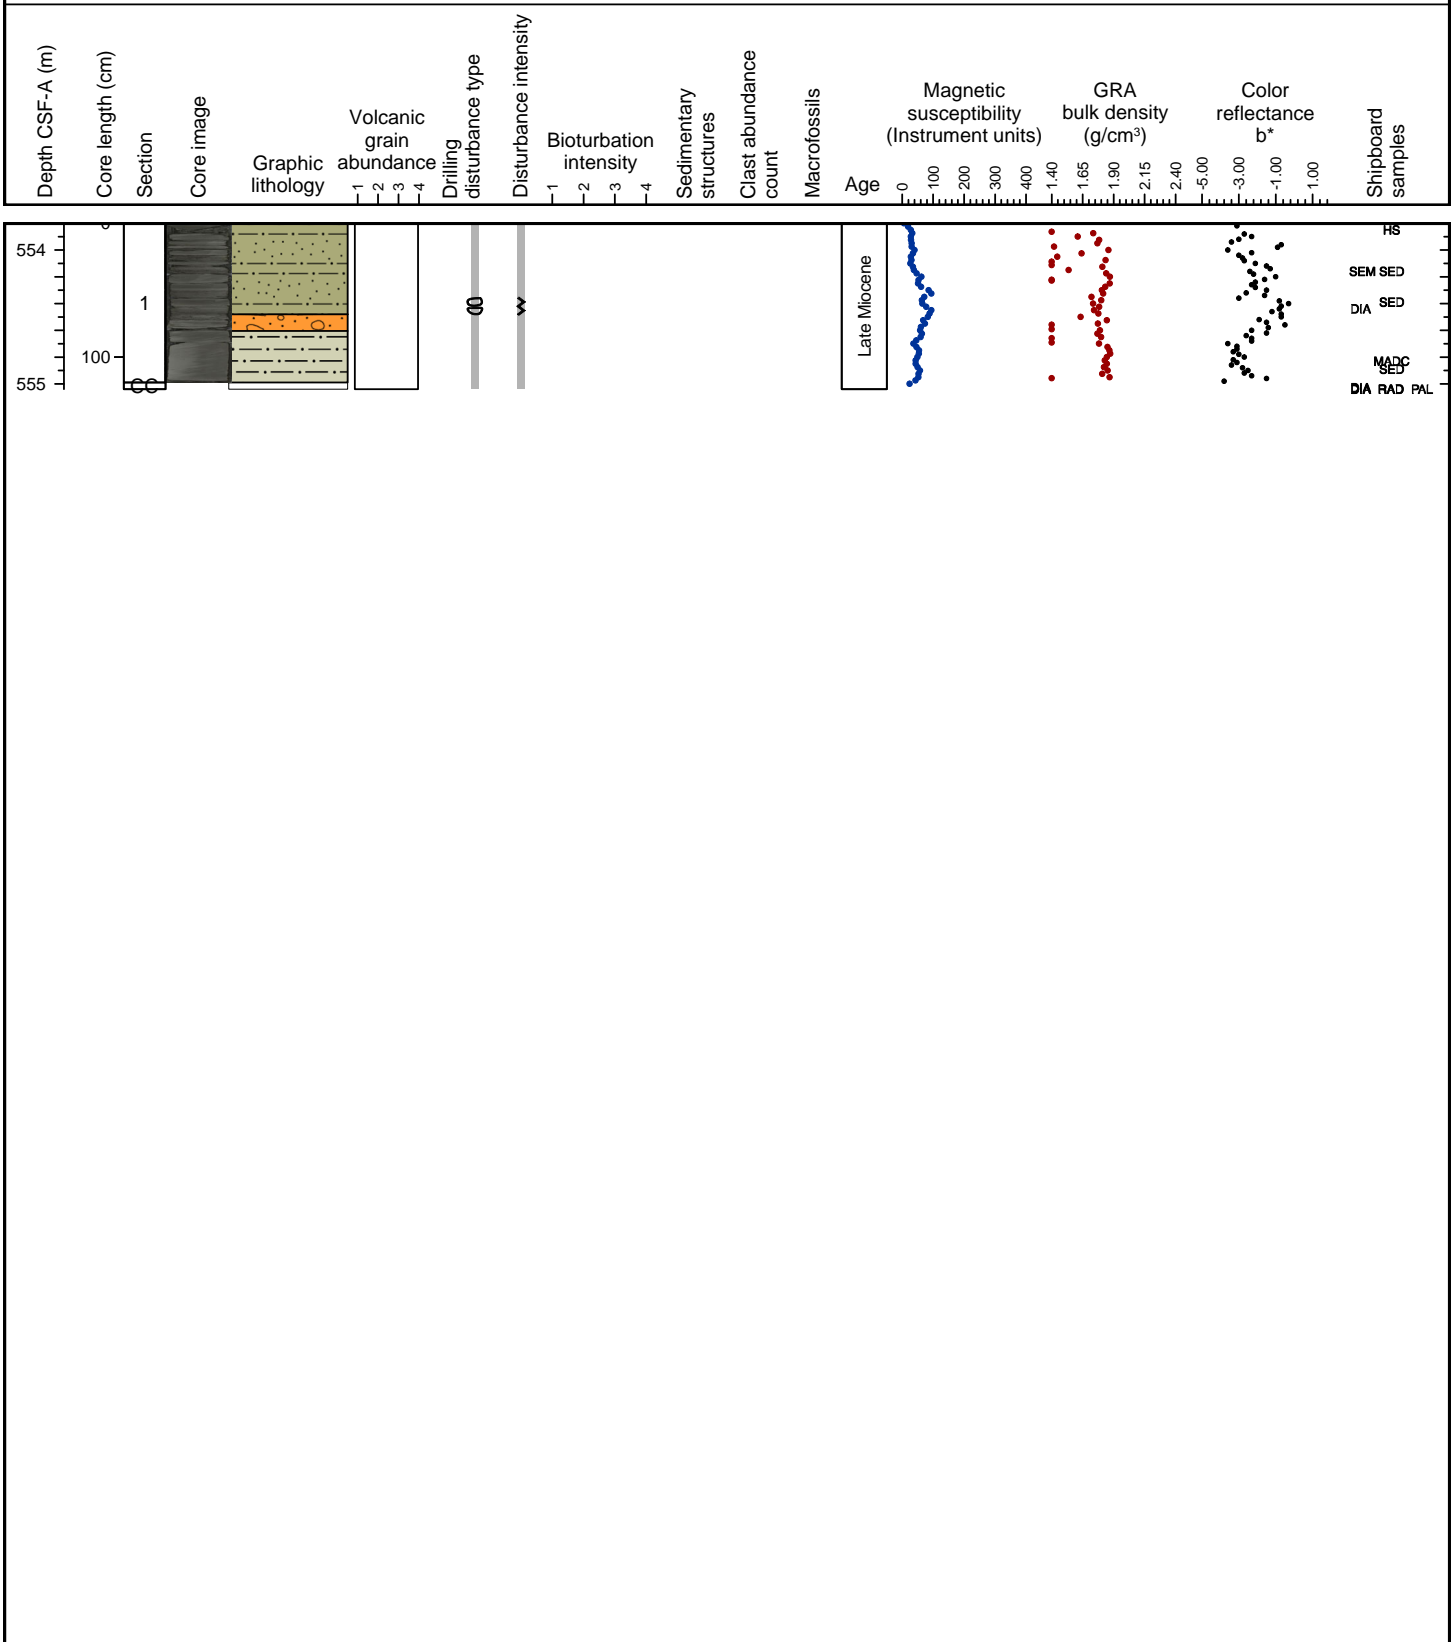 Depth CSF-A (m)
Core length (cm)
Section
Core image
Graphic
lithology
Volcanic
grain
abundance
1 2 3 4
Drilling
disturbance type
Disturbance intensity
Bioturbation
intensity
1 2 3 4
Sedimentary
structures
Clast abundance
count
Macrofossils
Age
Magnetic
susceptibility
(Instrument units)
0 100 200 300 400
GRA
bulk density
(g/cm³)
1.40 1.65 1.90 2.15 2.40
Color
reflectance
b*
-5.00 -3.00 -1.00 1.00
Shipboard
samples
0
HS
554
SEM SED
1
DIA SED
Late Miocene
100
MADC
SED
555
CC
DIA RAD PAL